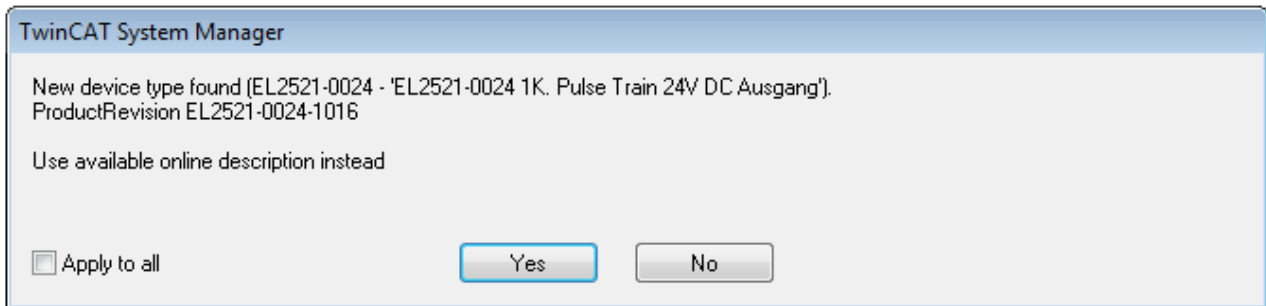 TwinCAT System Manager
New device type found (EL2521-0024 - 'EL2521-0024 1K. Pulse Train 24V DC Ausgang').
ProductRevision EL2521-0024-1016
Use available online description instead
Apply to all
Yes
No